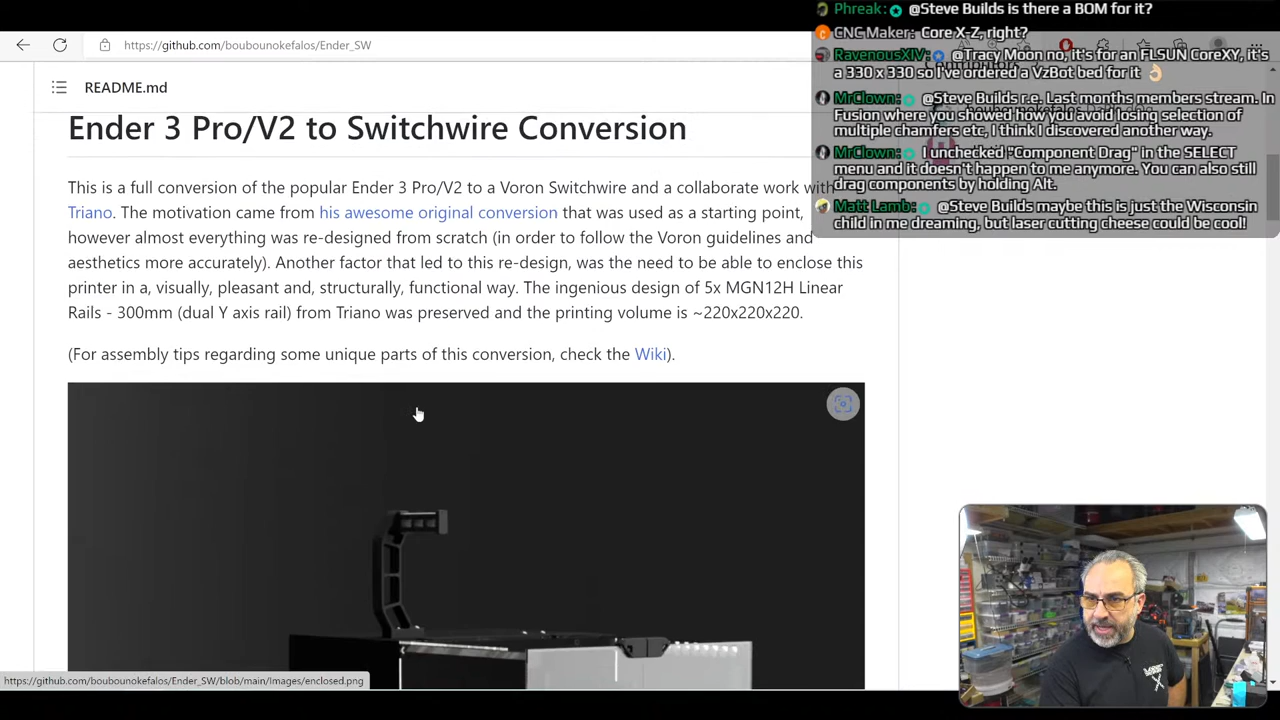 https://github.com/boubounokefalos/Ender_SW
README.md
Ender 3 Pro/V2 to Switchwire Conversion
This is a full conversion of the popular Ender 3 Pro/V2 to a Voron Switchwire and a collaborate work with
Triano. The motivation came from his awesome original conversion that was used as a starting point,
however almost everything was re-designed from scratch (in order to follow the Voron guidelines and
aesthetics more accurately). Another factor that led to this re-design, was the need to be able to enclose this
printer in a, visually, pleasant and, structurally, functional way. The ingenious design of 5x MGN12H Linear
Rails - 300mm (dual Y axis rail) from Triano was preserved and the printing volume is ~220x220x220.
(For assembly tips regarding some unique parts of this conversion, check the Wiki).
https://github.com/boubounokefalos/Ender_SW/blob/main/Images/enclosed.png
Phreak: @Steve Builds is there a BOM for it?
CNC Maker: Core X-Z, right?
RavenousXIV: @Tracy Moon no, it's for an FLSUN CoreXY, it's
a 330 x 330 so I've ordered a VzBot bed for it 👌
MrClown: @Steve Builds r.e. Last months members stream. In
Fusion where you showed how you avoid losing selection of
multiple chamfers etc, I think I discovered another way.
MrClown: I unchecked "Component Drag" in the SELECT
menu and it doesn't happen to me anymore. You can also still
drag components by holding Alt.
Matt Lamb: @Steve Builds maybe this is just the Wisconsin
child in me dreaming, but laser cutting cheese could be cool!